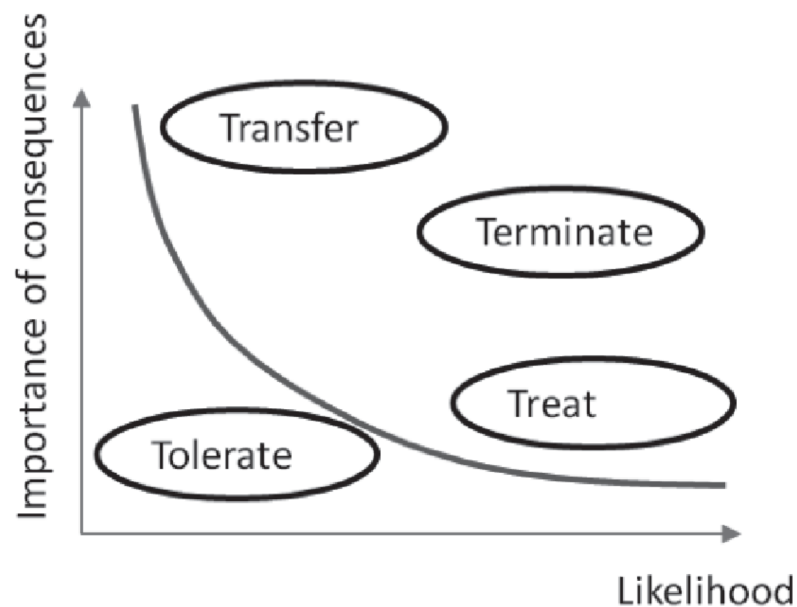 Importance of consequences
Transfer
Terminate
Treat
Tolerate
Likelihood